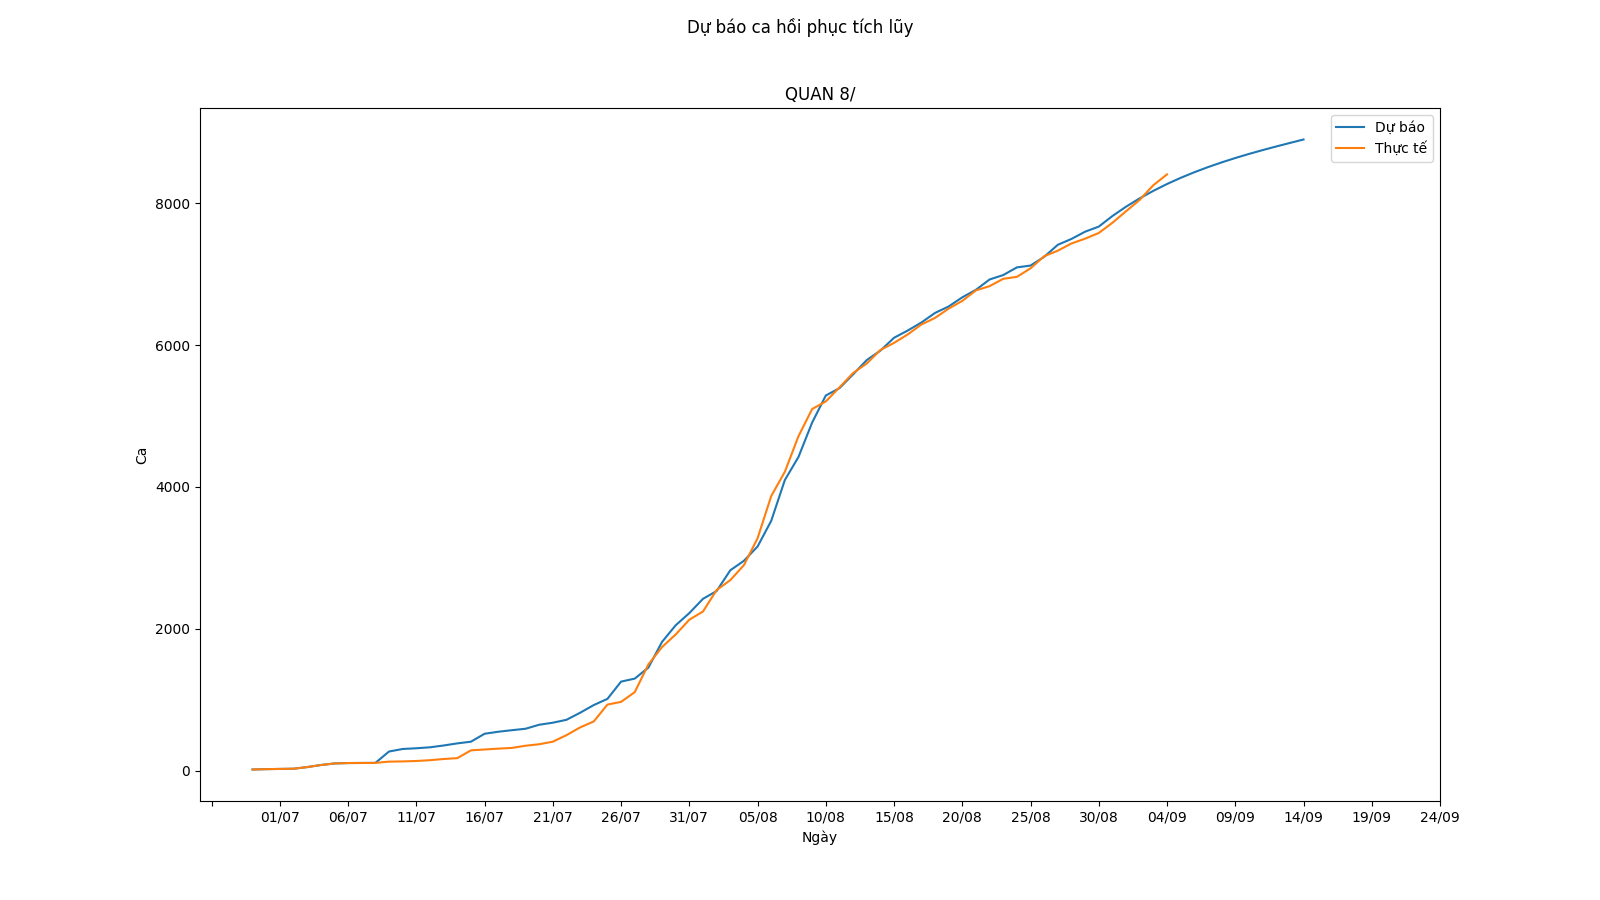 Dự báo ca hồi phục tích lũy
QUAN 8/
Dự báo
Thực tế
8000
6000
4000
2000
0
Ca
01/07 06/07 11/07 16/07 21/07 26/07 31/07 05/08 10/08 15/08 20/08 25/08 30/08 04/09 09/09 14/09 19/09 24/09
Ngày